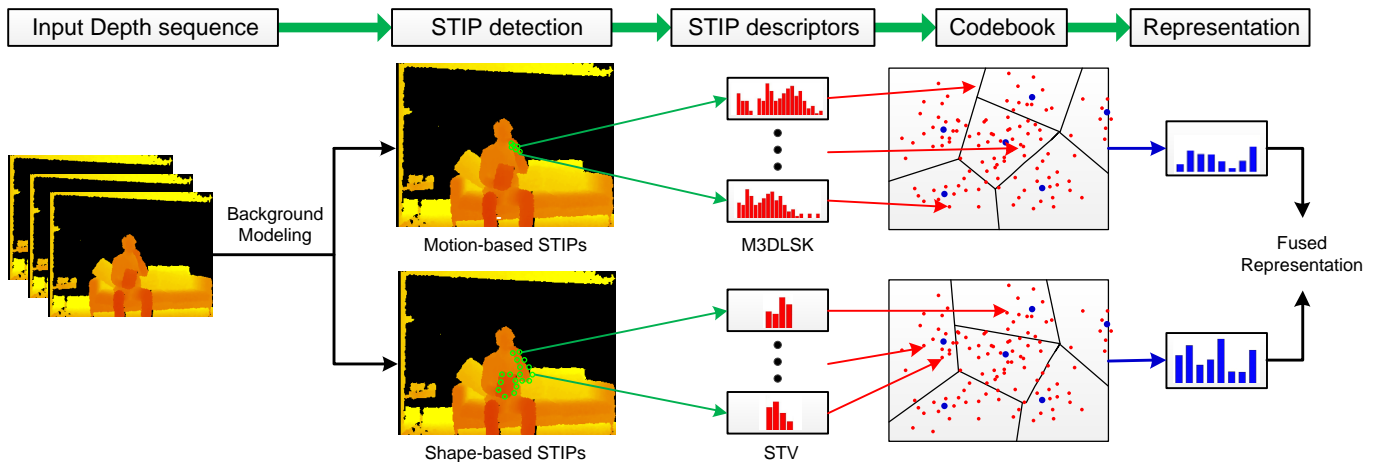 Input Depth sequence
STIP detection
STIP descriptors
Codebook
Representation
Background
Modeling
Motion-based STIPs
M3DLSK
Fused
Representation
Shape-based STIPs
STV